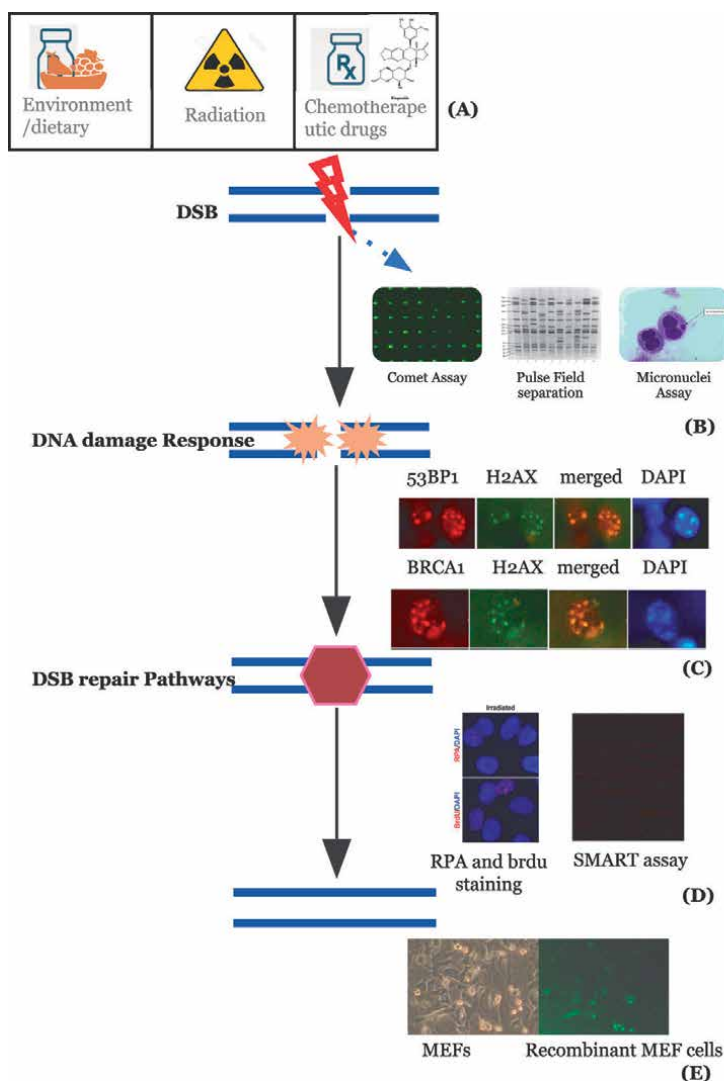 Environment
/dietary
Radiation
Chemotherape
utic drugs
(A)
DSB
Comet Assay
Pulse Field
separation
Micronuclei
Assay
(B)
DNA damage Response
53BP1 H2AX merged DAPI
BRCA1 H2AX merged DAPI
(C)
DSB repair Pathways
Irradiated
RPA/DAPI
BrdU/DAPI
RPA and brdu
staining
SMART assay
(D)
MEFs
Recombinant MEF cells
(E)